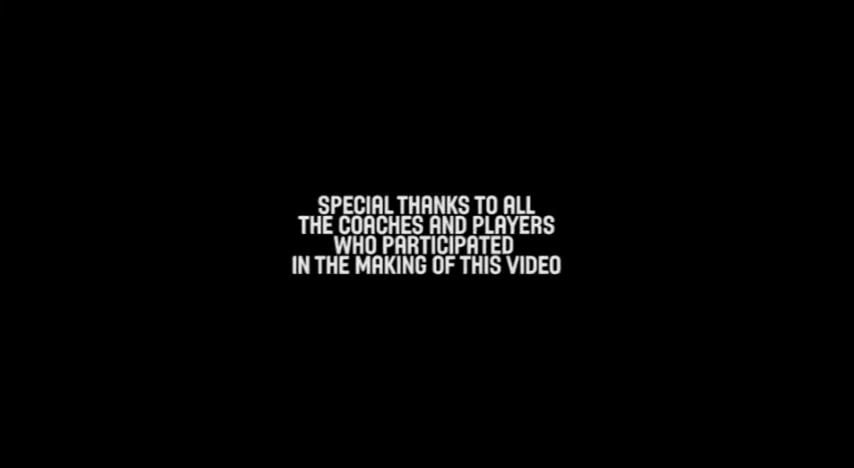 SPECIAL THANKS TO ALL
THE COACHES AND PLAYERS
WHO PARTICIPATED
IN THE MAKING OF THIS VIDEO